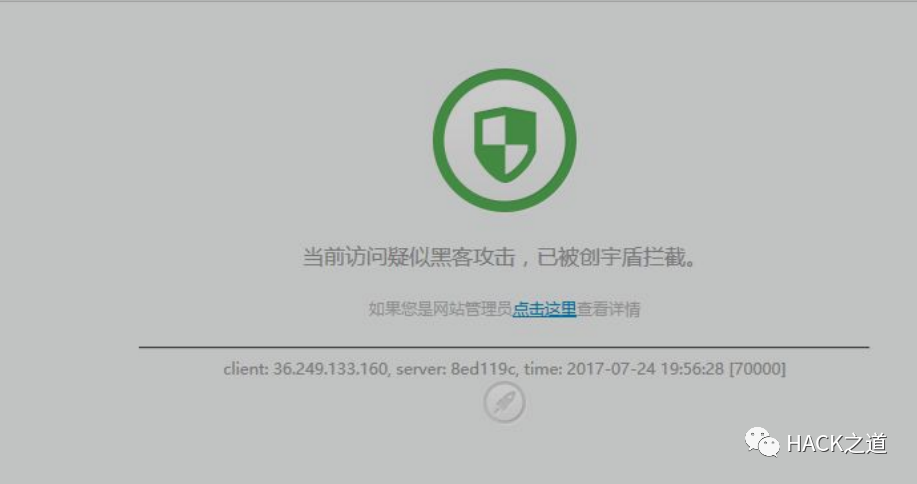 当前访问疑似黑客攻击，已被创宇盾拦截。
如果您是网站管理员点击这里查看详情
client: 36.249.133.160, server: 8ed119c, time: 2017-07-24 19:56:28 [70000]
HACK之道